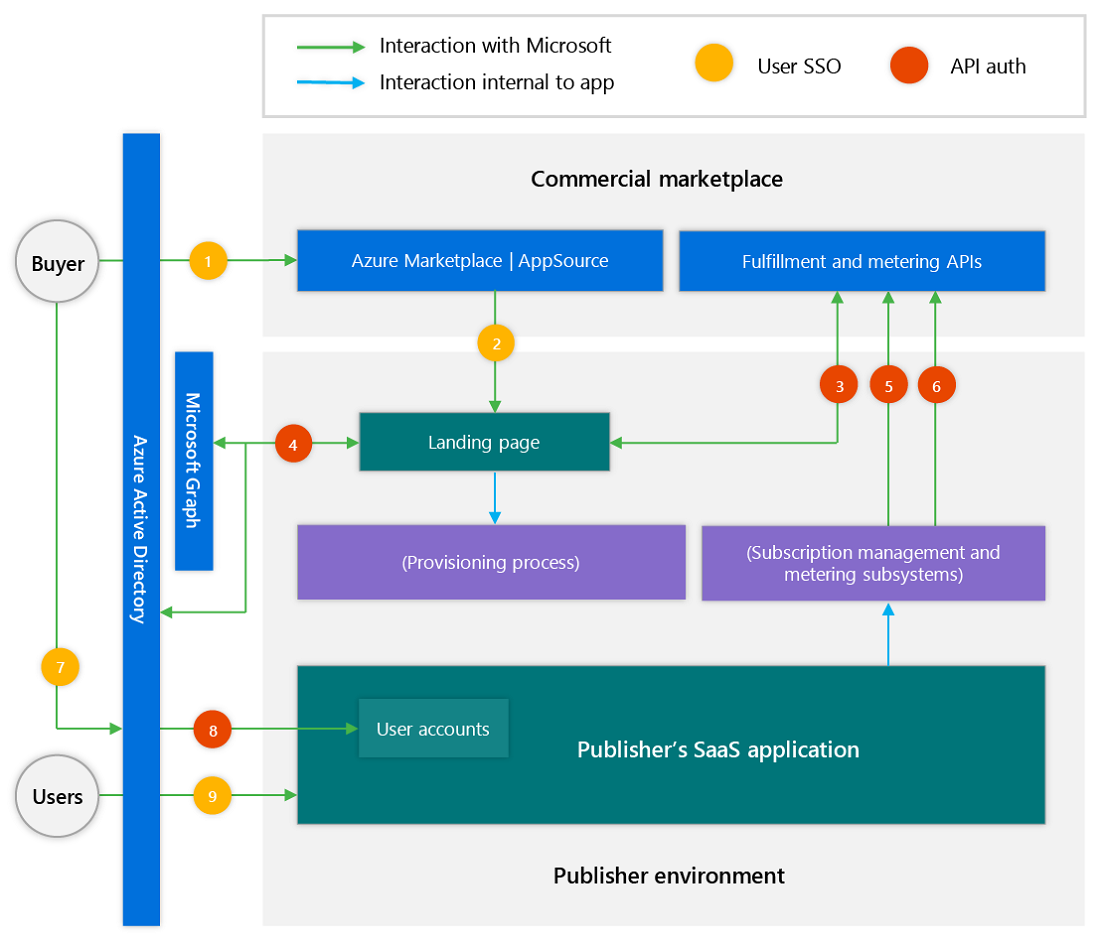 Interaction with Microsoft
Interaction internal to app
User SSO
API auth
Commercial marketplace
Buyer
1
Azure Marketplace | AppSource
Fulfillment and metering APIs
2
3
5
6
Microsoft Graph
4
Landing page
Azure Active Directory
(Provisioning process)
(Subscription management and
metering subsystems)
7
8
User accounts
Publisher’s SaaS application
Users
9
Publisher environment